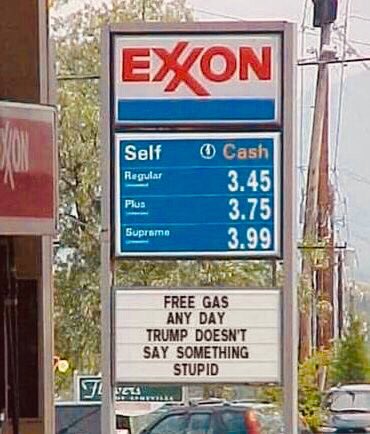 EXXON
Self Cash
Regular 3.45
Plus 3.75
Supreme 3.99
FREE GAS
ANY DAY
TRUMP DOESN'T
SAY SOMETHING
STUPID